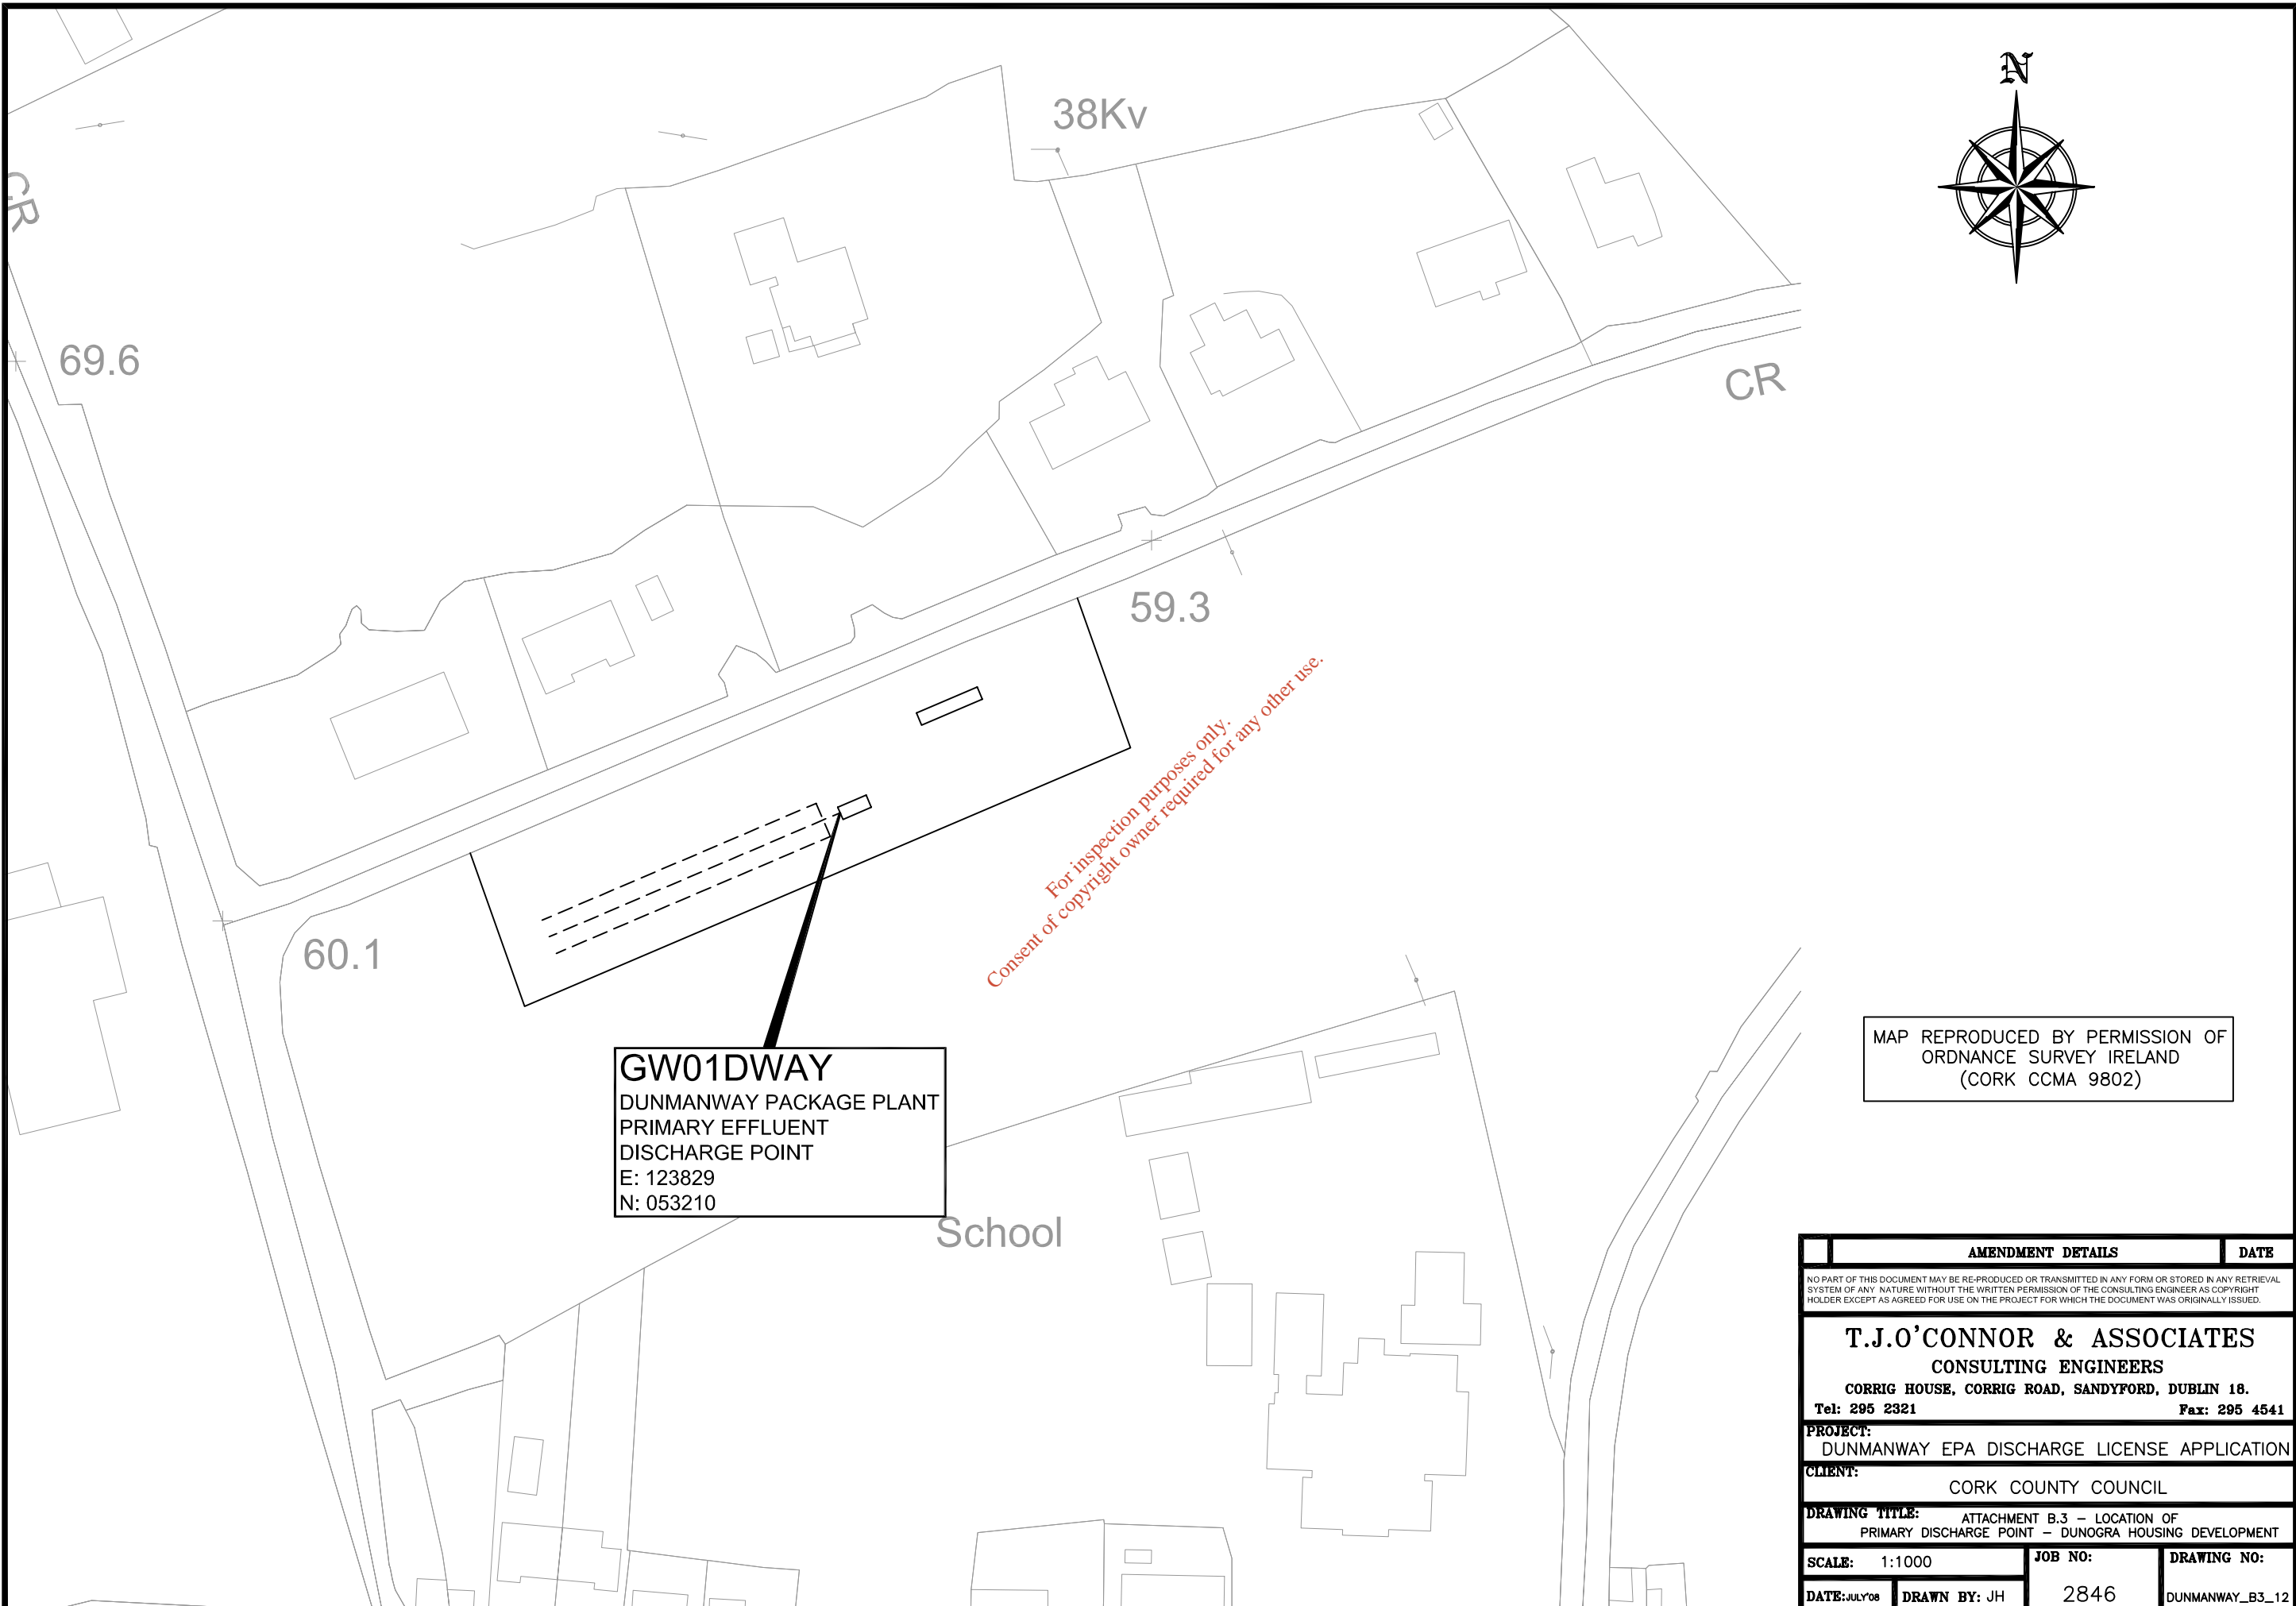 N
38Kv
CR
69.6
CR
59.3
For inspection purposes only.
Consent of copyright owner required for any other use.
60.1
GW01DWAY
DUNMANWAY PACKAGE PLANT
PRIMARY EFFLUENT
DISCHARGE POINT
E: 123829
N: 053210
School
MAP REPRODUCED BY PERMISSION OF
ORDNANCE SURVEY IRELAND
(CORK CCMA 9802)
AMENDMENT DETAILS DATE
NO PART OF THIS DOCUMENT MAY BE RE-PRODUCED OR TRANSMITTED IN ANY FORM OR STORED IN ANY RETRIEVAL
SYSTEM OF ANY NATURE WITHOUT THE WRITTEN PERMISSION OF THE CONSULTING ENGINEER AS COPYRIGHT
HOLDER EXCEPT AS AGREED FOR USE ON THE PROJECT FOR WHICH THE DOCUMENT WAS ORIGINALLY ISSUED.
T.J.O'CONNOR & ASSOCIATES
CONSULTING ENGINEERS
CORRIG HOUSE, CORRIG ROAD, SANDYFORD, DUBLIN 18.
Tel: 295 2321 Fax: 295 4541
PROJECT:
DUNMANWAY EPA DISCHARGE LICENSE APPLICATION
CLIENT:
CORK COUNTY COUNCIL
DRAWING TITLE: ATTACHMENT B.3 – LOCATION OF
PRIMARY DISCHARGE POINT – DUNOGRA HOUSING DEVELOPMENT
SCALE: 1:1000 JOB NO: DRAWING NO:
DATE: JULY'08 DRAWN BY: JH 2846 DUNMANWAY_B3_12